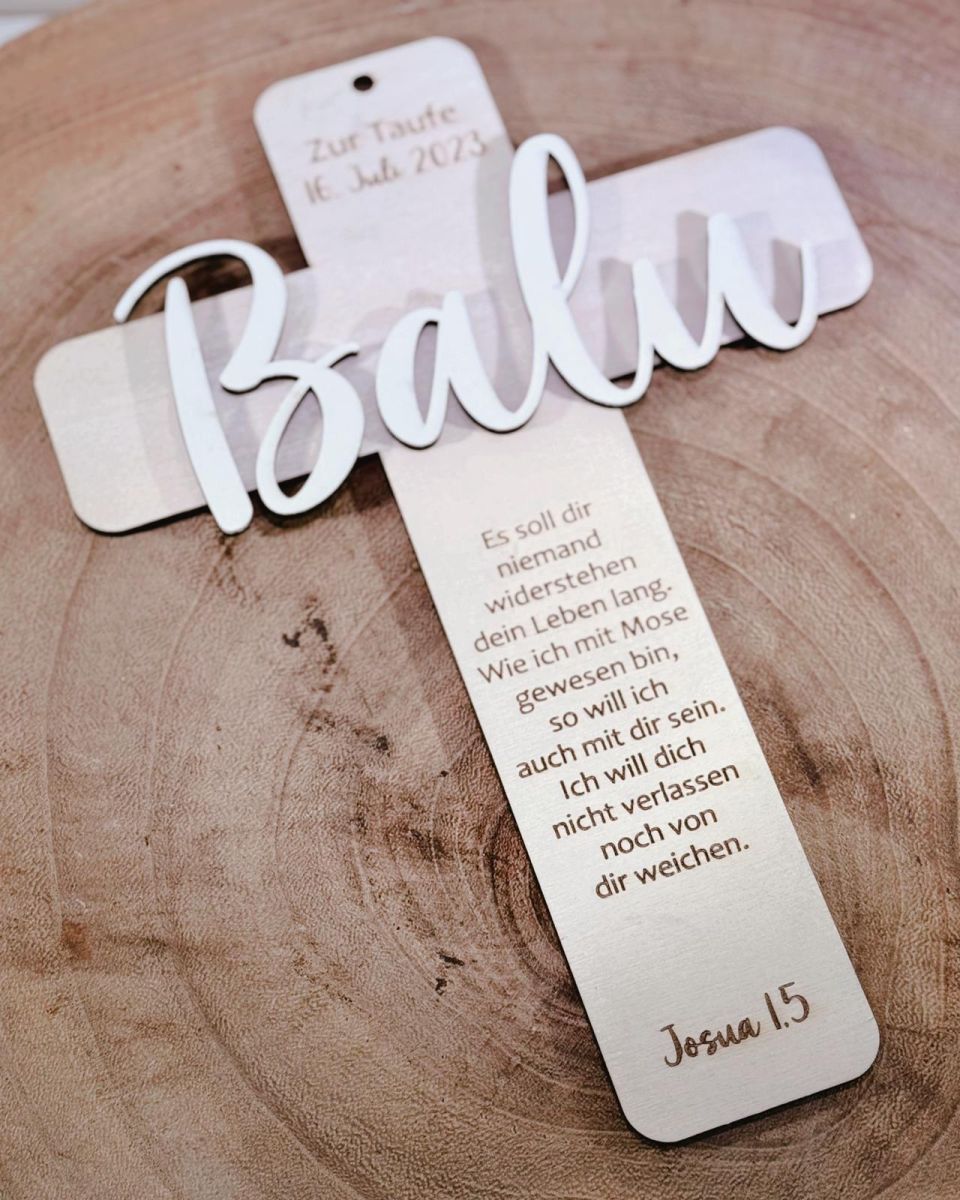 Zur Taufe
16. Juli 2023
Balu
Es soll dir
niemand
widerstehen
dein Leben lang.
Wie ich mit Mose
gewesen bin,
so will ich
auch mit dir sein.
Ich will dich
nicht verlassen
noch von
dir weichen.
Josua 1.5